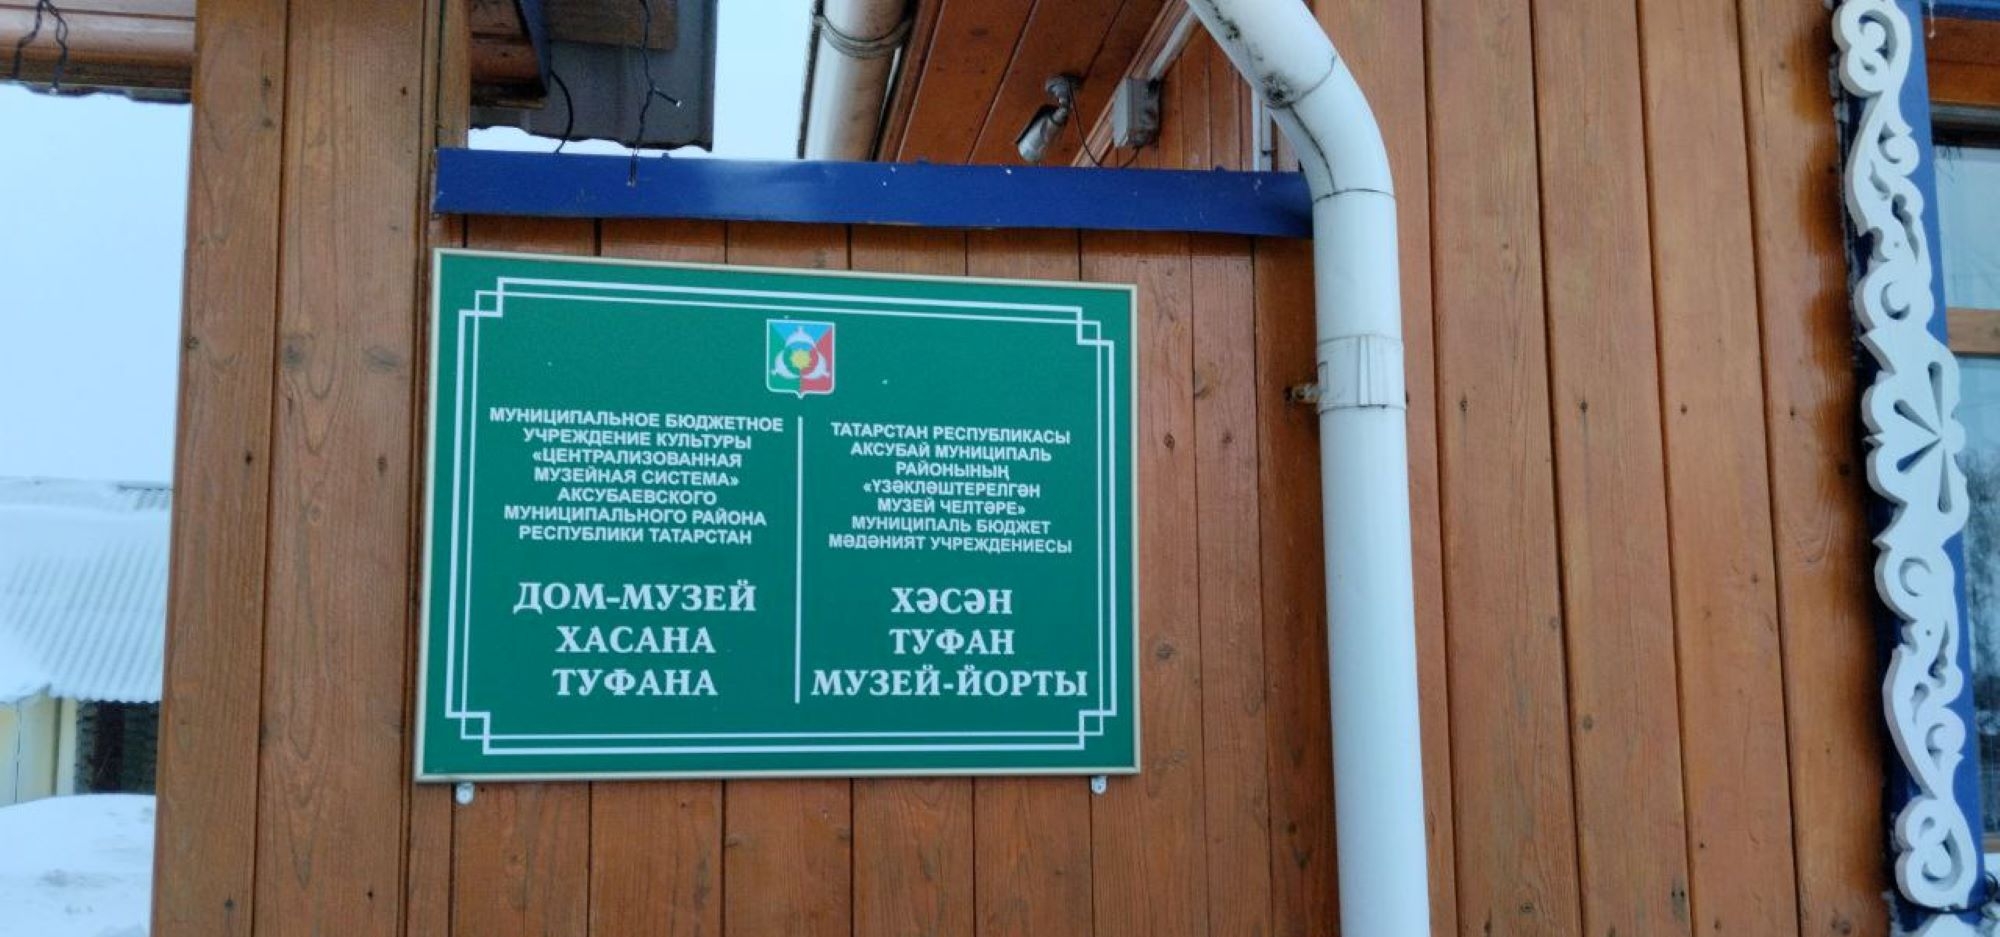 МУНИЦИПАЛЬНОЕ БЮДЖЕТНОЕ
УЧРЕЖДЕНИЕ КУЛЬТУРЫ
«ЦЕНТРАЛИЗОВАННАЯ
МУЗЕЙНАЯ СИСТЕМА»
АКСУБАЕВСКОГО
МУНИЦИПАЛЬНОГО РАЙОНА
РЕСПУБЛИКИ ТАТАРСТАН
ДОМ-МУЗЕЙ
ХАСАНА
ТУФАНА
ТАТАРСТАН РЕСПУБЛИКАСЫ
АКСУБАЙ МУНИЦИПАЛЬ
РАЙОНЫНЫҢ
«ҮЗӘКЛӘШТЕРЕЛГӘН
МУЗЕЙ ЧЕЛТӘРЕ»
МУНИЦИПАЛЬ БЮДЖЕТ
МӘДӘНИЯТ УЧРЕЖДЕНИЕСЫ
ХӘСӘН
ТУФАН
МУЗЕЙ-ЙОРТЫ